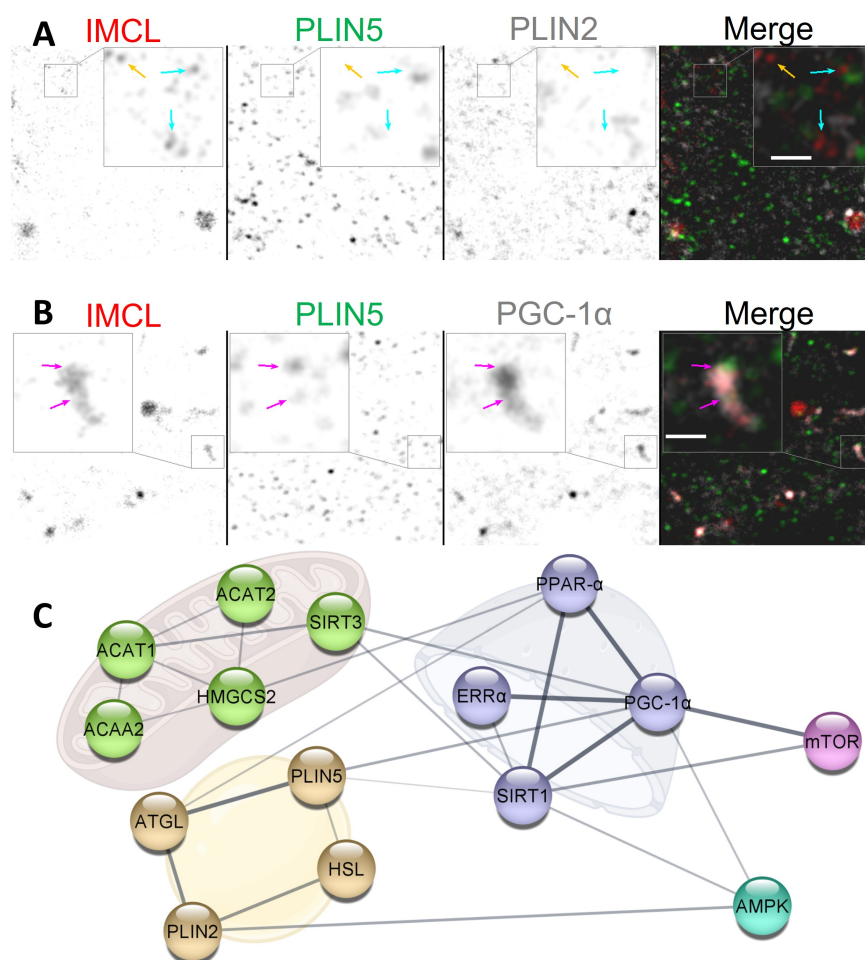 A
IMCL PLIN5 PLIN2 Merge
B
IMCL PLIN5 PGC-1α Merge
C
PPAR-α
ACAT2
SIRT3
ACAT1
HMGCS2
ERRα
PGC-1α
ACAA2
mTOR
PLIN5
SIRT1
ATGL
HSL
AMPK
PLIN2